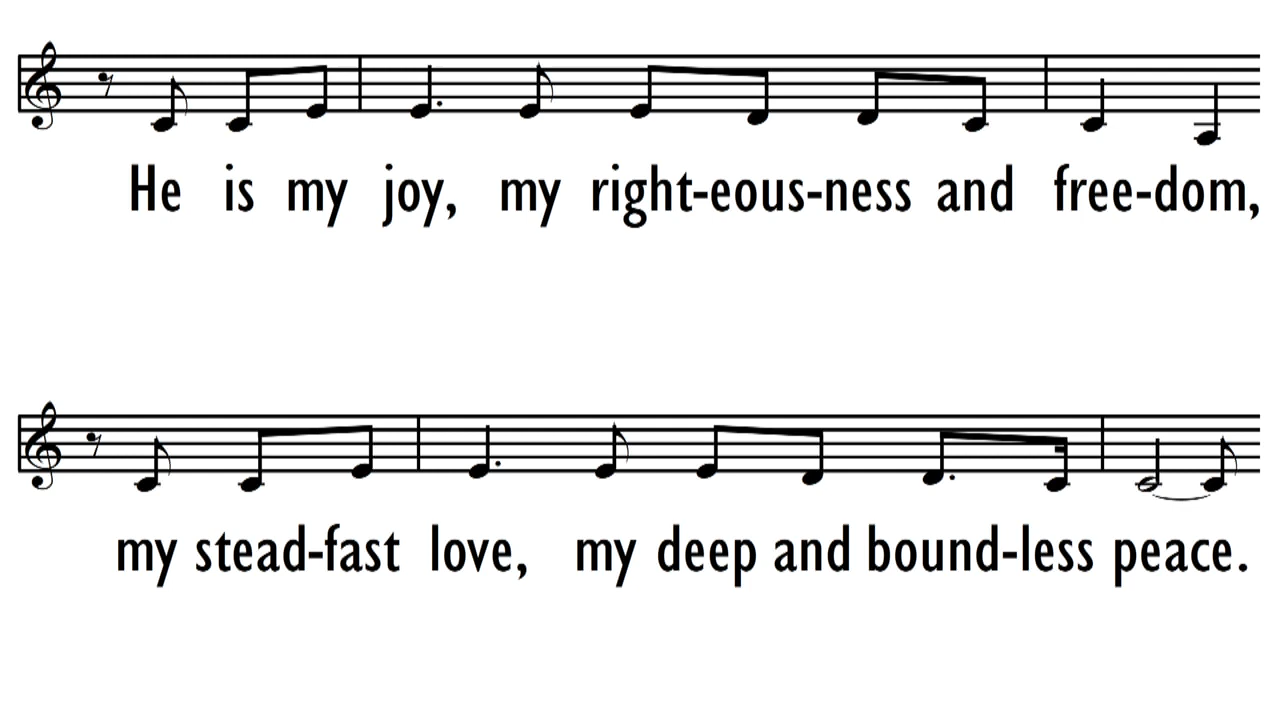 He is my joy, my right-eous-ness and free-dom,
my stead-fast love, my deep and bound-less peace.